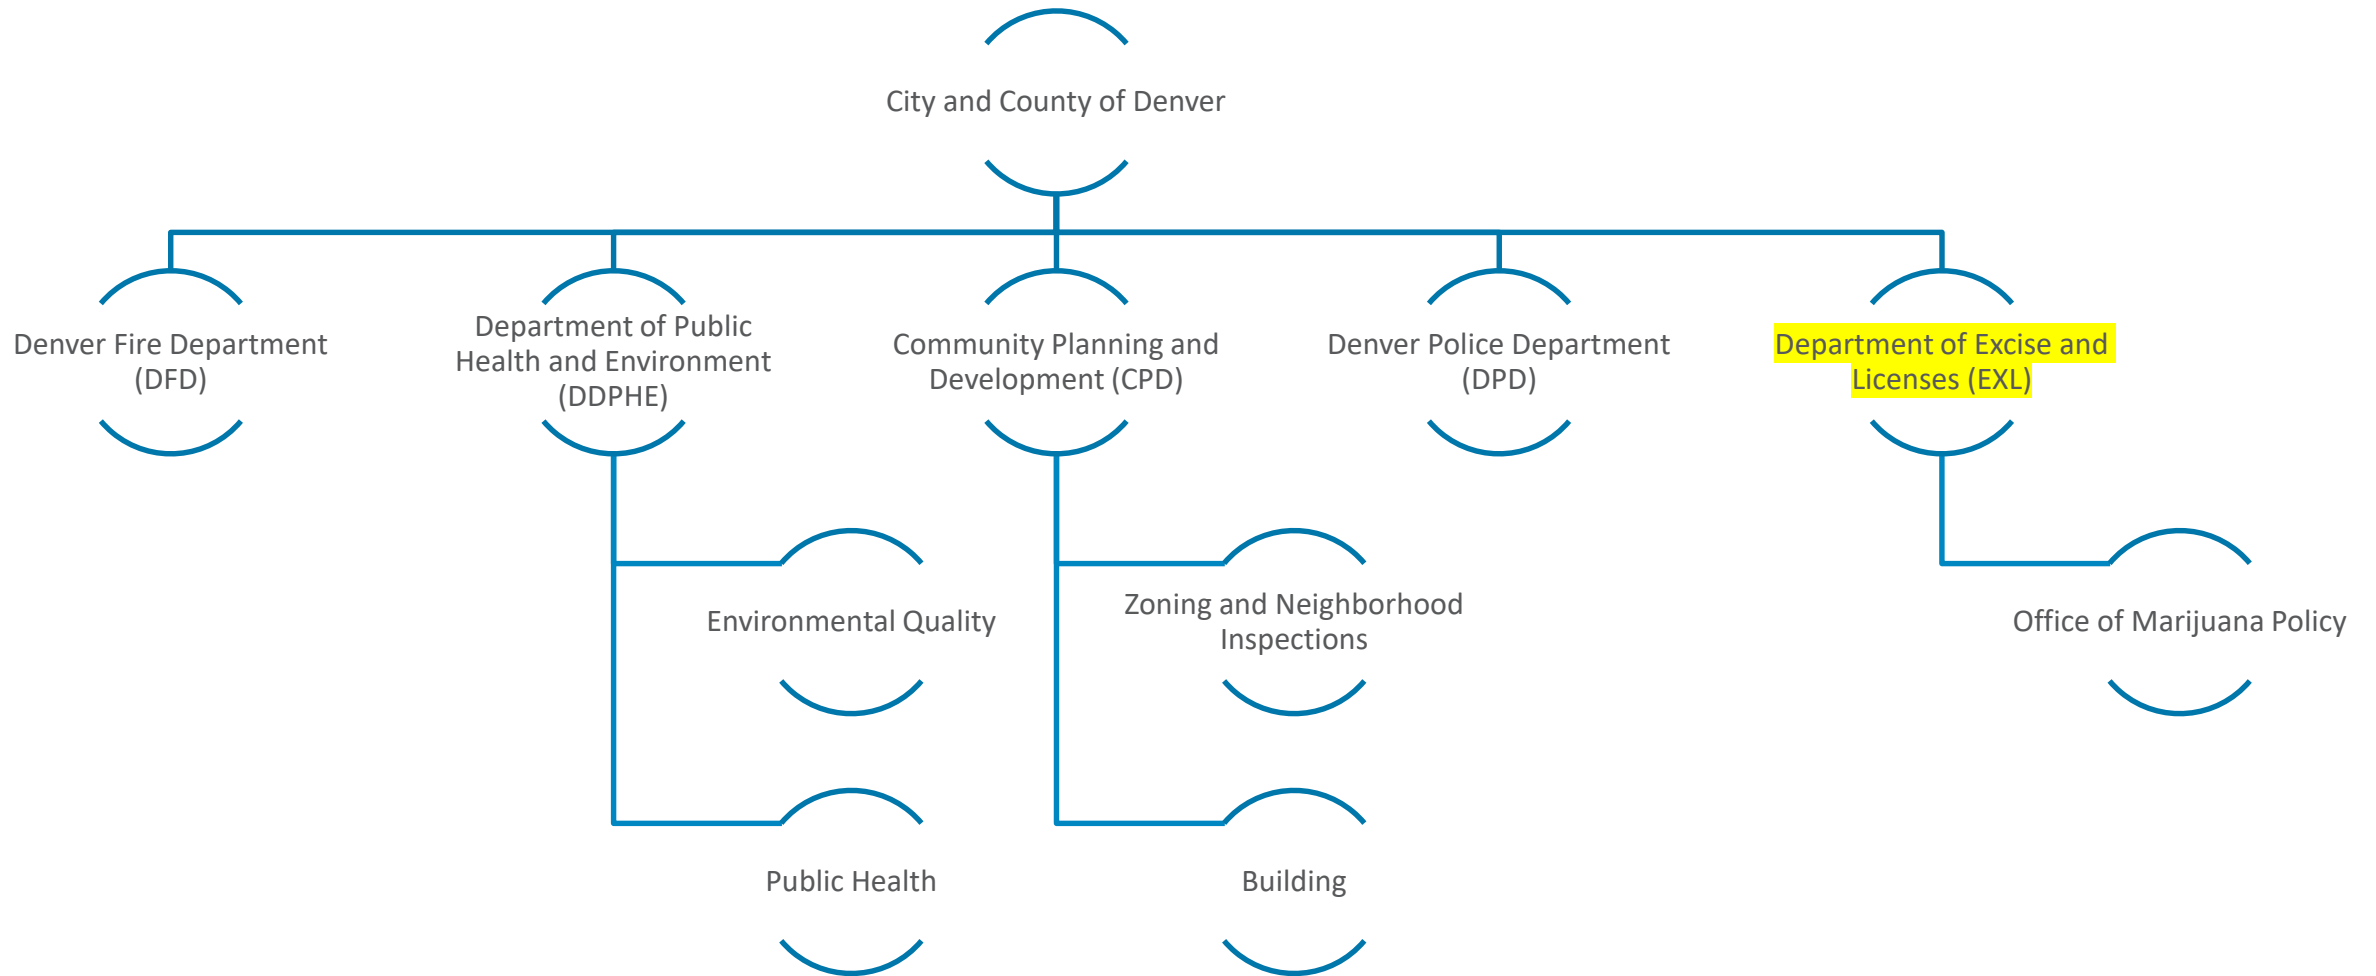 City and County of Denver
Denver Fire Department
(DFD)
Department of Public
Health and Environment
(DDPHE)
Community Planning and
Development (CPD)
Denver Police Department
(DPD)
Department of Excise and
Licenses (EXL)
Environmental Quality
Zoning and Neighborhood
Inspections
Office of Marijuana Policy
Public Health
Building